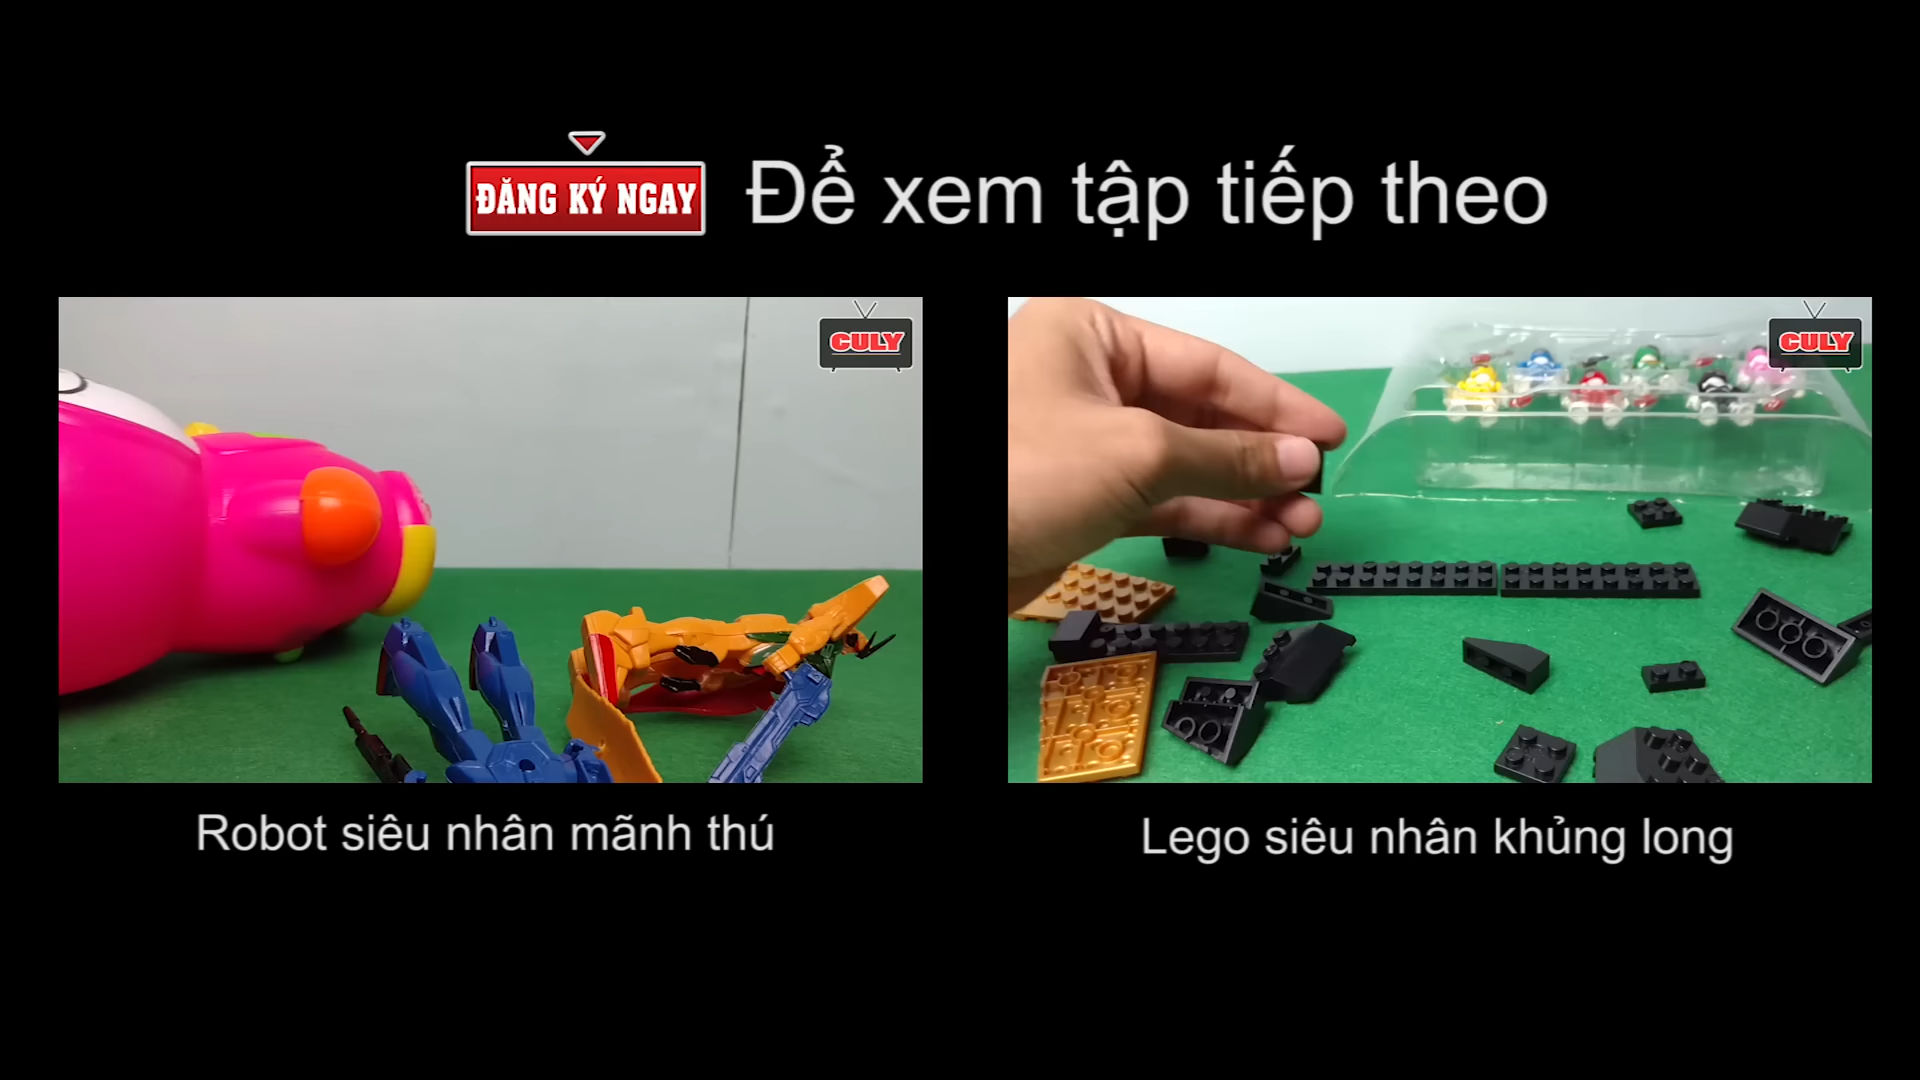 ĐĂNG KÝ NGAY Để xem tập tiếp theo
CULY
CULY
Robot siêu nhân mãnh thú
Lego siêu nhân khủng long